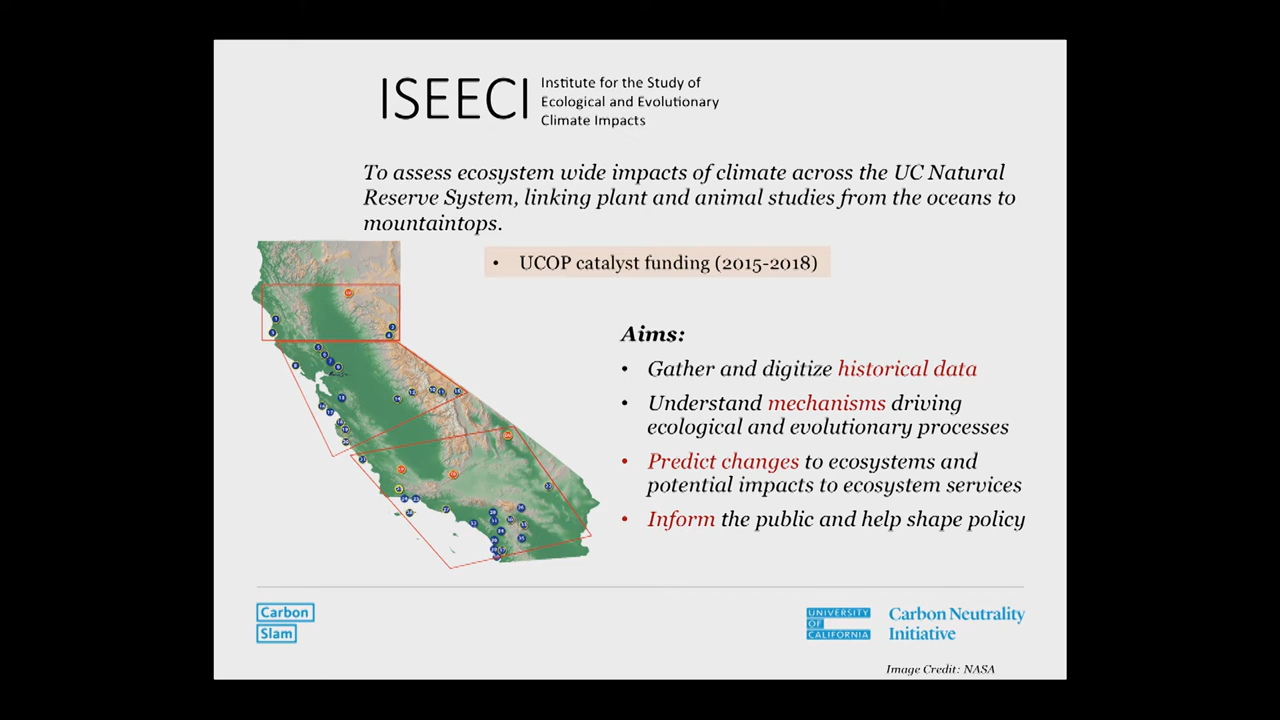 ISEECI
Institute for the Study of
Ecological and Evolutionary
Climate Impacts
To assess ecosystem wide impacts of climate across the UC Natural
Reserve System, linking plant and animal studies from the oceans to
mountaintops.
• UCOP catalyst funding (2015-2018)
Aims:
• Gather and digitize historical data
• Understand mechanisms driving
ecological and evolutionary processes
• Predict changes to ecosystems and
potential impacts to ecosystem services
• Inform the public and help shape policy
Carbon
Slam
UNIVERSITY
OF
CALIFORNIA
Carbon Neutrality
Initiative
Image Credit: NASA